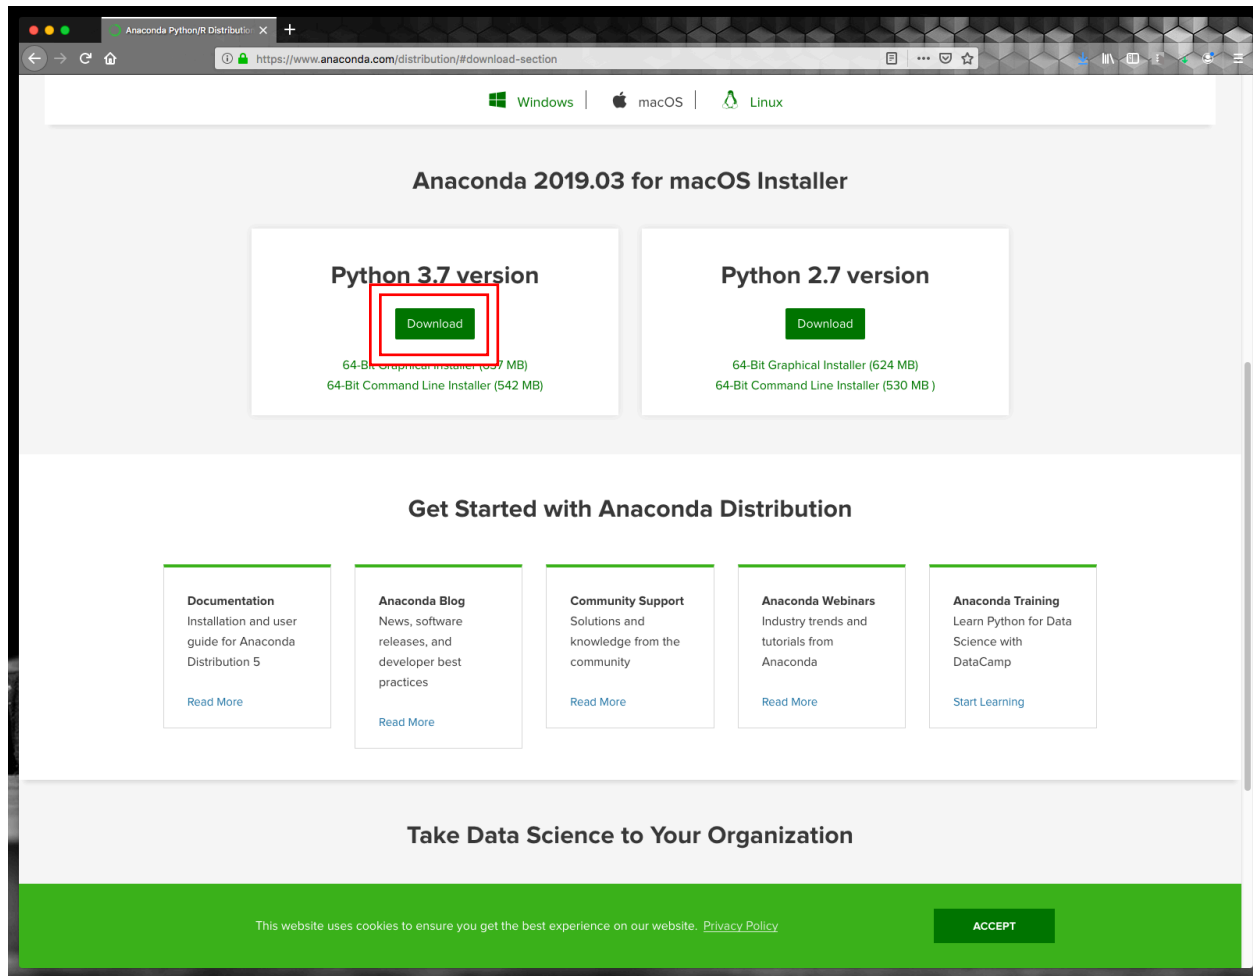 Anaconda Python/R Distributio
https://www.anaconda.com/distribution/#download-section
Windows
macOS
Linux
Anaconda 2019.03 for macOS Installer
Python 3.7 version
Download
64-Bit Graphical Installer (637 MB)
64-Bit Command Line Installer (542 MB)
Python 2.7 version
Download
64-Bit Graphical Installer (624 MB)
64-Bit Command Line Installer (530 MB )
Get Started with Anaconda Distribution
Documentation
Installation and user
guide for Anaconda
Distribution 5
Read More
Anaconda Blog
News, software
releases, and
developer best
practices
Read More
Community Support
Solutions and
knowledge from the
community
Read More
Anaconda Webinars
Industry trends and
tutorials from
Anaconda
Read More
Anaconda Training
Learn Python for Data
Science with
DataCamp
Start Learning
Take Data Science to Your Organization
This website uses cookies to ensure you get the best experience on our website. Privacy Policy
ACCEPT